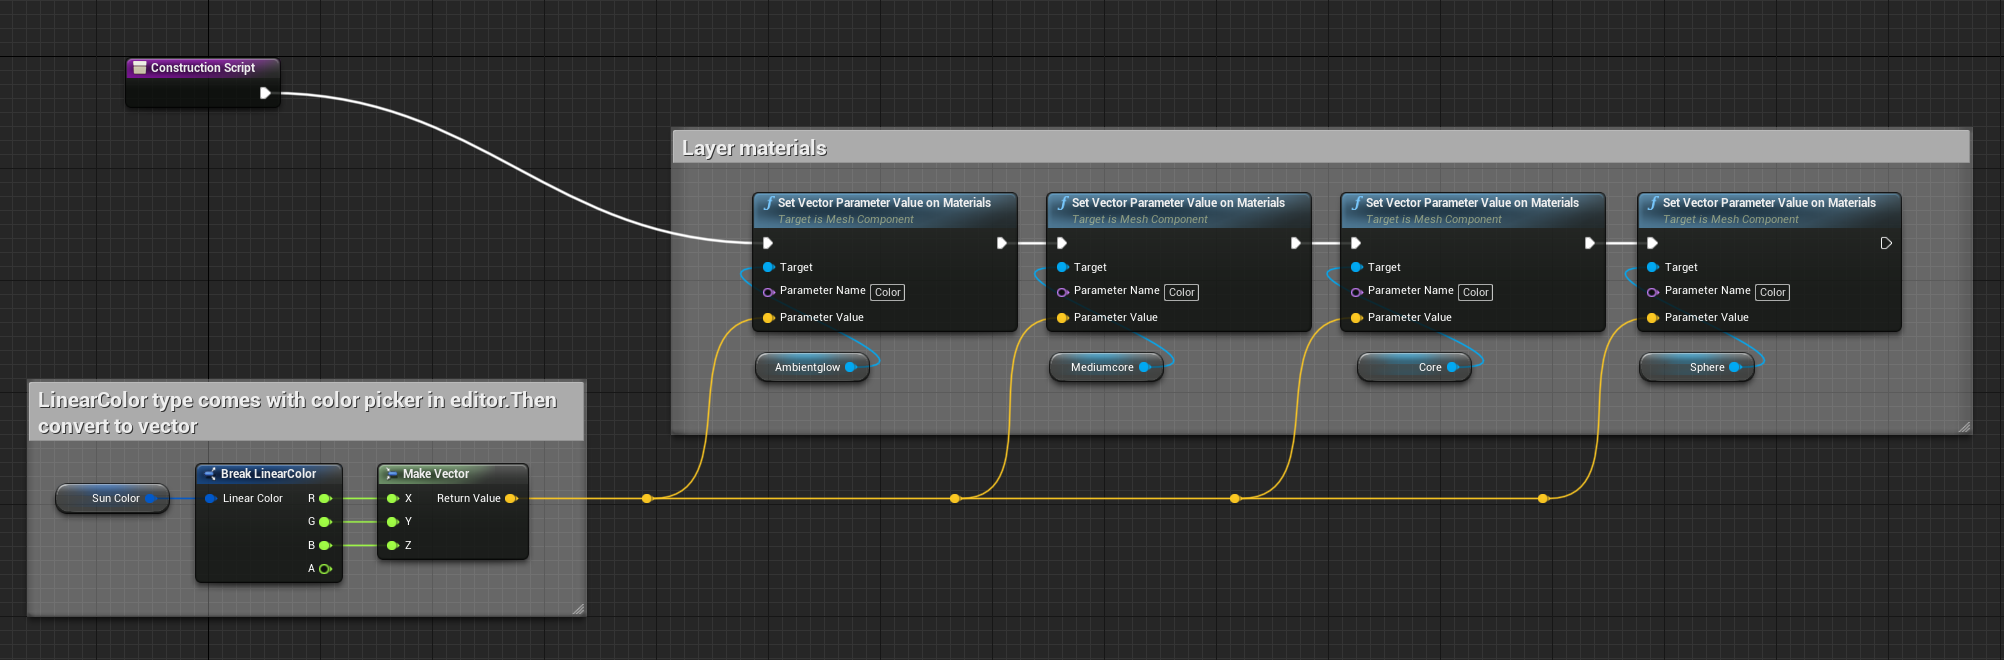 Construction Script
Layer materials
Set Vector Parameter Value on Materials
Target is Mesh Component
Target
Parameter Name Color
Parameter Value
Ambientglow
Set Vector Parameter Value on Materials
Target is Mesh Component
Target
Parameter Name Color
Parameter Value
Mediumcore
Set Vector Parameter Value on Materials
Target is Mesh Component
Target
Parameter Name Color
Parameter Value
Core
Set Vector Parameter Value on Materials
Target is Mesh Component
Target
Parameter Name Color
Parameter Value
Sphere
LinearColor type comes with color picker in editor.Then
convert to vector
Sun Color
Break LinearColor
Linear Color R
G
B
A
Make Vector
X Return Value
Y
Z